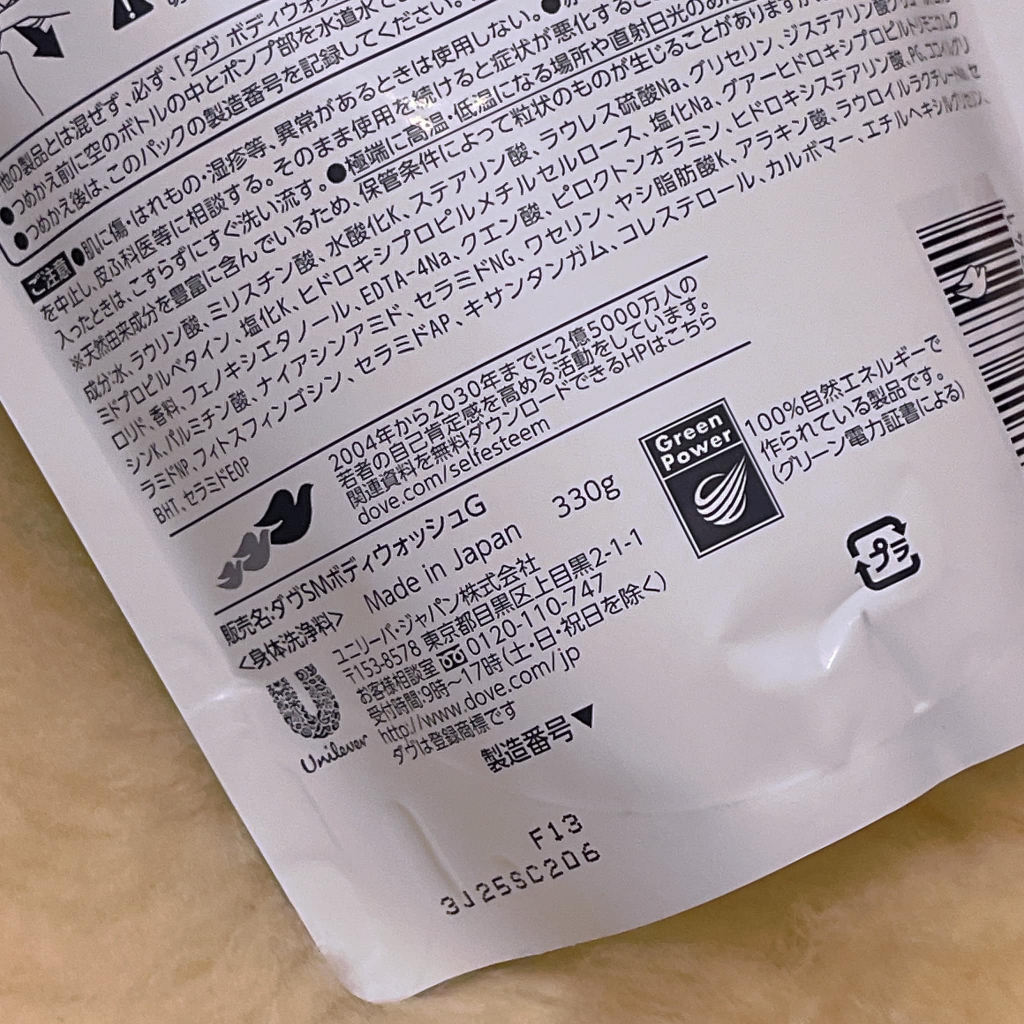 他の製品とは混ぜず、必ず、「ダヴ ボディウォッシ
●つめかえ前に空のボトルの中とポンプ部を水道水で
●つめかえ後は、このパックの製造番号を記録してください。
ご注意 ●肌に傷・はれもの・湿疹等、異常があるときは使用しない。
を中止し、皮ふ科医等に相談する。そのまま使用を続けると症状が悪化するこ
入ったときは、こすらずにすぐ洗い流す。●極端に高温・低温になる場所や直射日光の
※天然由来成分を豊富に含んでいるため、保管条件によって粒状のものが生じることがありますが
成分:水、ラウリン酸、ミリスチン酸、水酸化K、ステアリン酸、ラウレス硫酸Na、グリセリン、ジステアリン酸
ミドプロピルベタイン、塩化K、ヒドロキシプロピルメチルセルロース、塩化Na、グアーヒドロキシプロピルトリモニウムク
ロリド、香料、フェノキシエタノール、EDTA-4Na、クエン酸、ピロクトンオラミン、ヒドロキシステアリン酸、PG、
シンK、パルミチン酸、ナイアシンアミド、セラミドNG、ワセリン、ヤシ脂肪酸K、アラキン酸、ラウロイルラクチレートNa、セ
ラミドNP、フィトスフィンゴシン、セラミドAP、キサンタンガム、コレステロール、カルボマー、エチルヘキシルグリセリン、
BHT、セラミドEOP
2004年から2030年までに2億5000万人の
若者の自己肯定感を高める活動をしています。
関連資料を無料ダウンロードできるHPはこちら
dove.com/selfesteem
Green
Power
100%自然エネルギーで
作られている製品です。
(グリーン電力証書による)
販売名:ダヴSMボディウォッシュG
<身体洗浄料> Made in Japan 330g
プラ
ユニリーバ・ジャパン株式会社
〒153-8578 東京都目黒区上目黒2-1-1
お客様相談室 0120-110-747
受付時間:9時～17時(土・日・祝日を除く)
http://www.dove.com/jp
ダヴは登録商標です
Unilever
製造番号▼
F13
3J25SC206